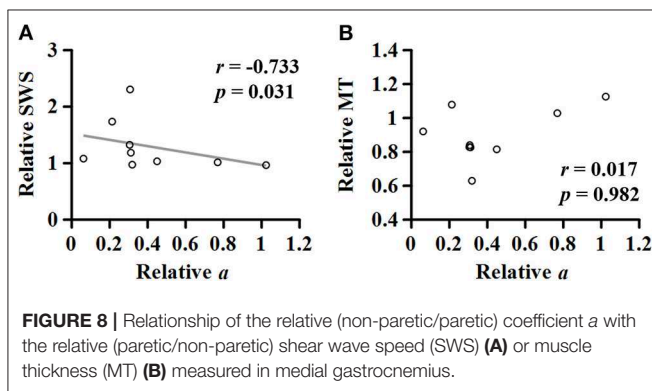 A
B
r = -0.733
p = 0.031
Relative SWS
3
2
1
0
0 0.2 0.4 0.6 0.8 1 1.2
Relative a
Relative MT
1.4
1.2
1
0.8
0.6
0.4
r = 0.017
p = 0.982
0 0.2 0.4 0.6 0.8 1 1.2
Relative a
FIGURE 8 | Relationship of the relative (non-paretic/paretic) coefficient a with
the relative (paretic/non-paretic) shear wave speed (SWS) (A) or muscle
thickness (MT) (B) measured in medial gastrocnemius.